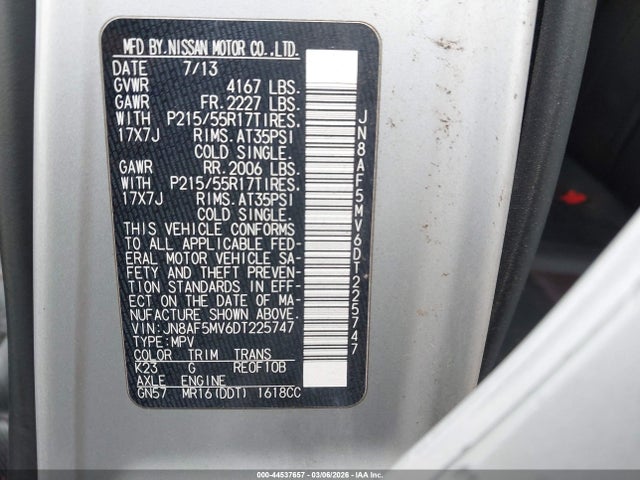 MFD BY.NISSAN MOTOR CO.,LTD.
DATE 7/13
GVWR 4167 LBS.
GAWR FR. 2227 LBS.
WITH P215/55R17TIRES.
17X7J RIMS.AT35PSI
COLD SINGLE.
GAWR RR. 2006 LBS.
WITH P215/55R17TIRES.
17X7J RIMS.AT35PSI
COLD SINGLE.
THIS VEHICLE CONFORMS
TO ALL APPLICABLE FED-
ERAL MOTOR VEHICLE SA-
FETY AND THEFT PREVEN-
TION STANDARDS IN EFF-
ECT ON THE DATE OF MA-
NUFACTURE SHOWN ABOVE.
VIN:JN8AF5MV6DT225747
TYPE:MPV
COLOR TRIM TRANS
K23 G RE0F10B
AXLE ENGINE
GN57 MR16(DDT) 1618CC
JN8AF5MV6DT225747
000-44537657 - 03/06/2026 - IAA Inc.